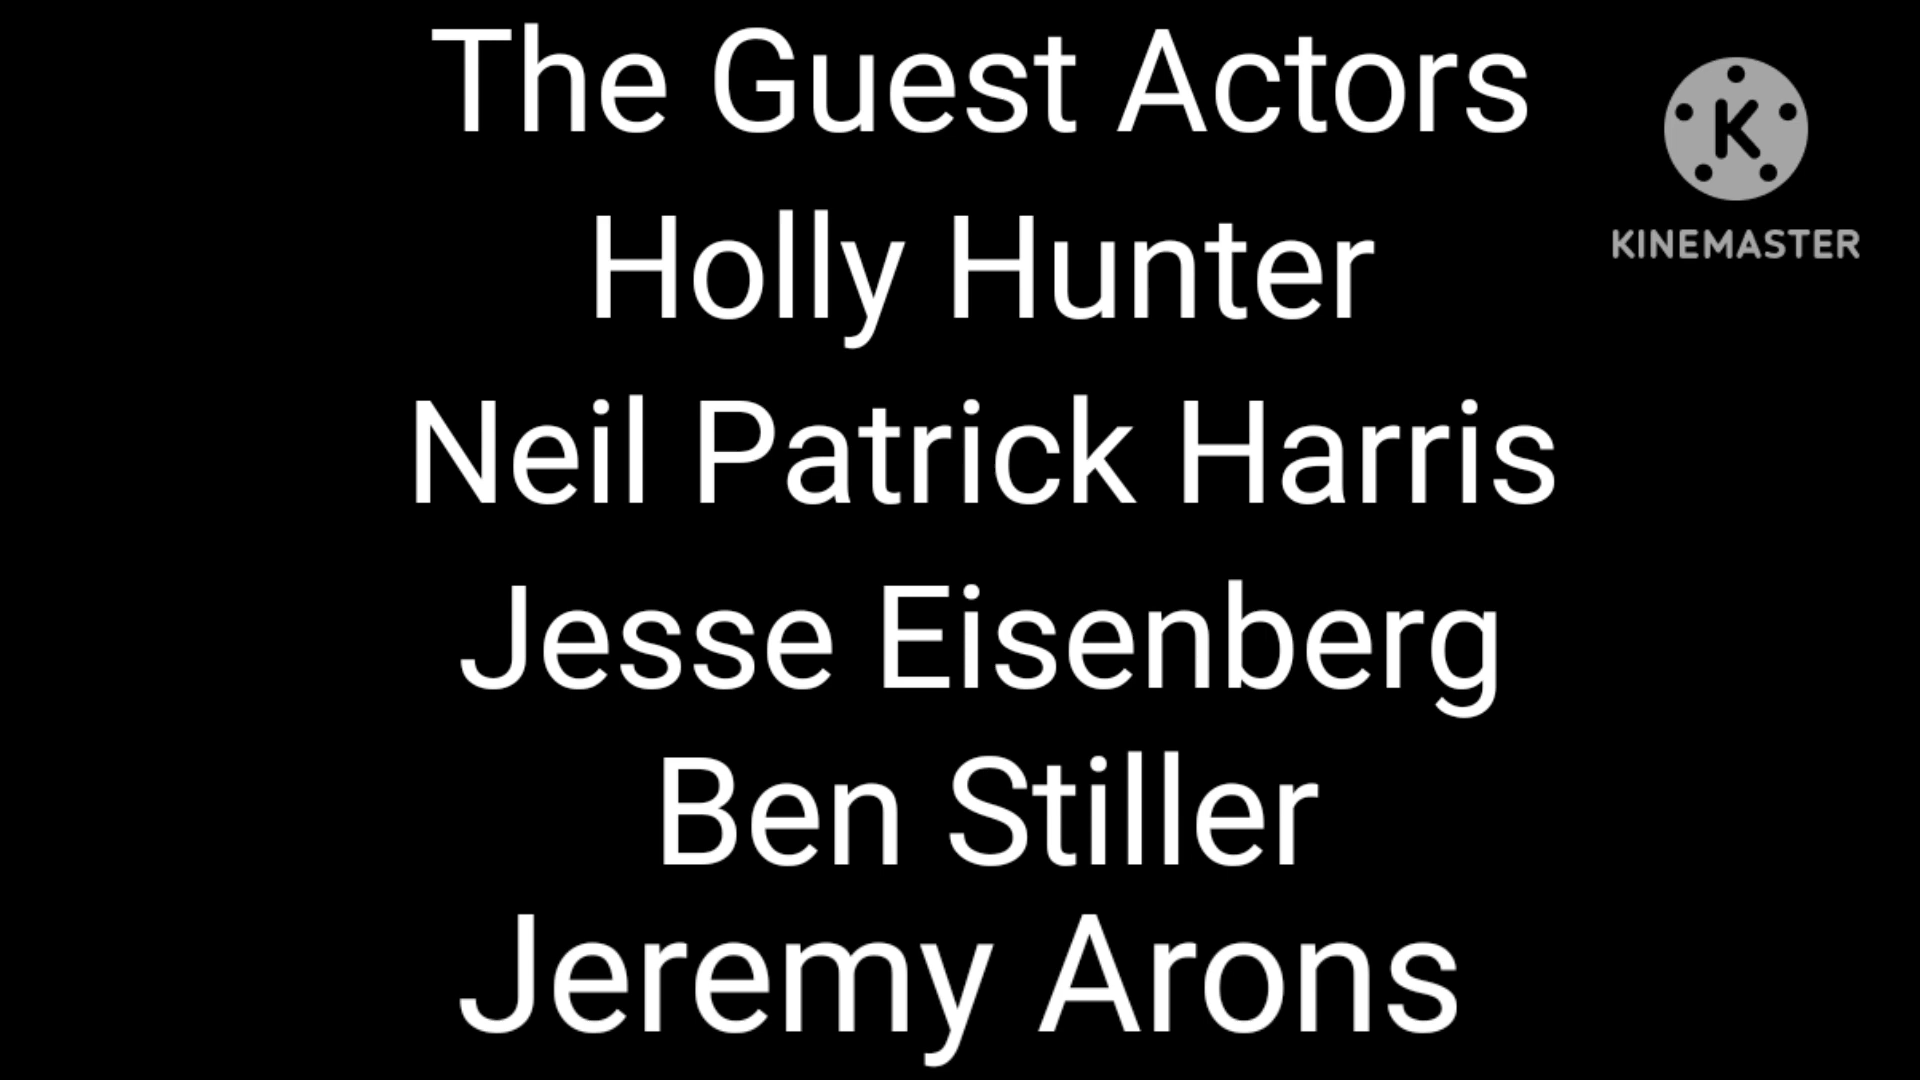 The Guest Actors
Holly Hunter
Neil Patrick Harris
Jesse Eisenberg
Ben Stiller
Jeremy Arons
K
KINEMASTER